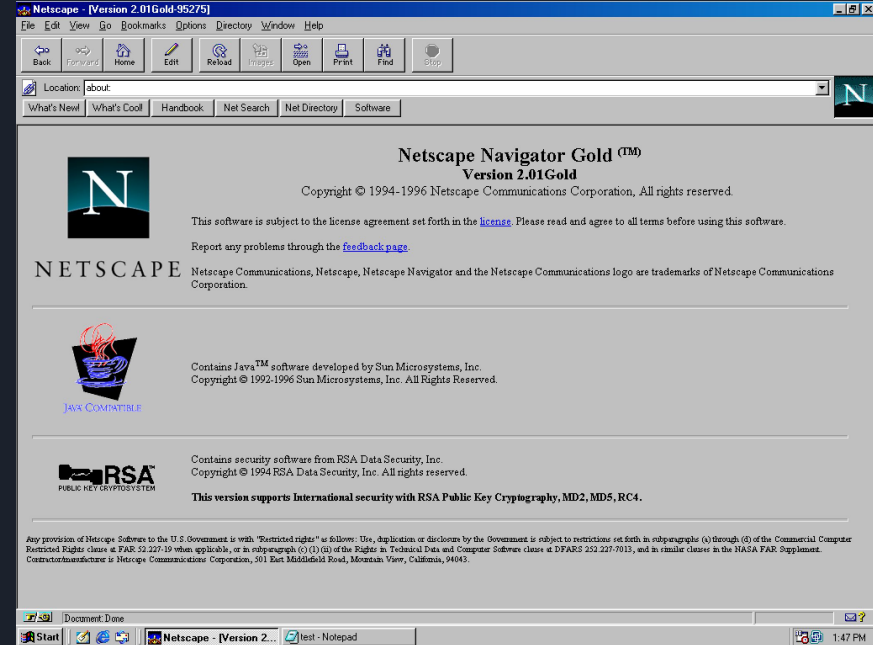 Netscape - [Version 2.01Gold-95275]
File Edit View Go Bookmarks Options Directory Window Help
Back Forward Home Edit Reload Images Open Print Find Stop
Location: about:
What's New! What's Cool! Handbook Net Search Net Directory Software
N
N
Netscape Navigator Gold (TM)
Version 2.01Gold
Copyright © 1994-1996 Netscape Communications Corporation, All rights reserved.
This software is subject to the license agreement set forth in the license. Please read and agree to all terms before using this software.
Report any problems through the feedback page.
NETSCAPE
Netscape Communications, Netscape, Netscape Navigator and the Netscape Communications logo are trademarks of Netscape Communications
Corporation.
JAVA COMPATIBLE
Contains Java™ software developed by Sun Microsystems, Inc.
Copyright © 1992-1996 Sun Microsystems, Inc. All Rights Reserved.
RSA™
PUBLIC KEY CRYPTOSYSTEM
Contains security software from RSA Data Security, Inc.
Copyright © 1994 RSA Data Security, Inc. All rights reserved.
This version supports International security with RSA Public Key Cryptography, MD2, MD5, RC4.
Any provision of Netscape Software to the U.S.Government is with "Restricted rights" as follows: Use, duplication or disclosure by the Government is subject to restrictions set forth in subparagraphs (a) through (d) of the Commercial Computer
Restricted Rights clause at FAR 52.227-19 when applicable, or in subparagraph (c) (1) (ii) of the Rights in Technical Data and Computer Software clause at DFARS 252.227-7013, and in similar clauses in the NASA FAR Supplement.
Contractor/manufacturer is Netscape Communications Corporation, 501 East Middlefield Road, Mountain View, California, 94043.
Document: Done
Start Netscape - [Version 2... test - Notepad 1:47 PM